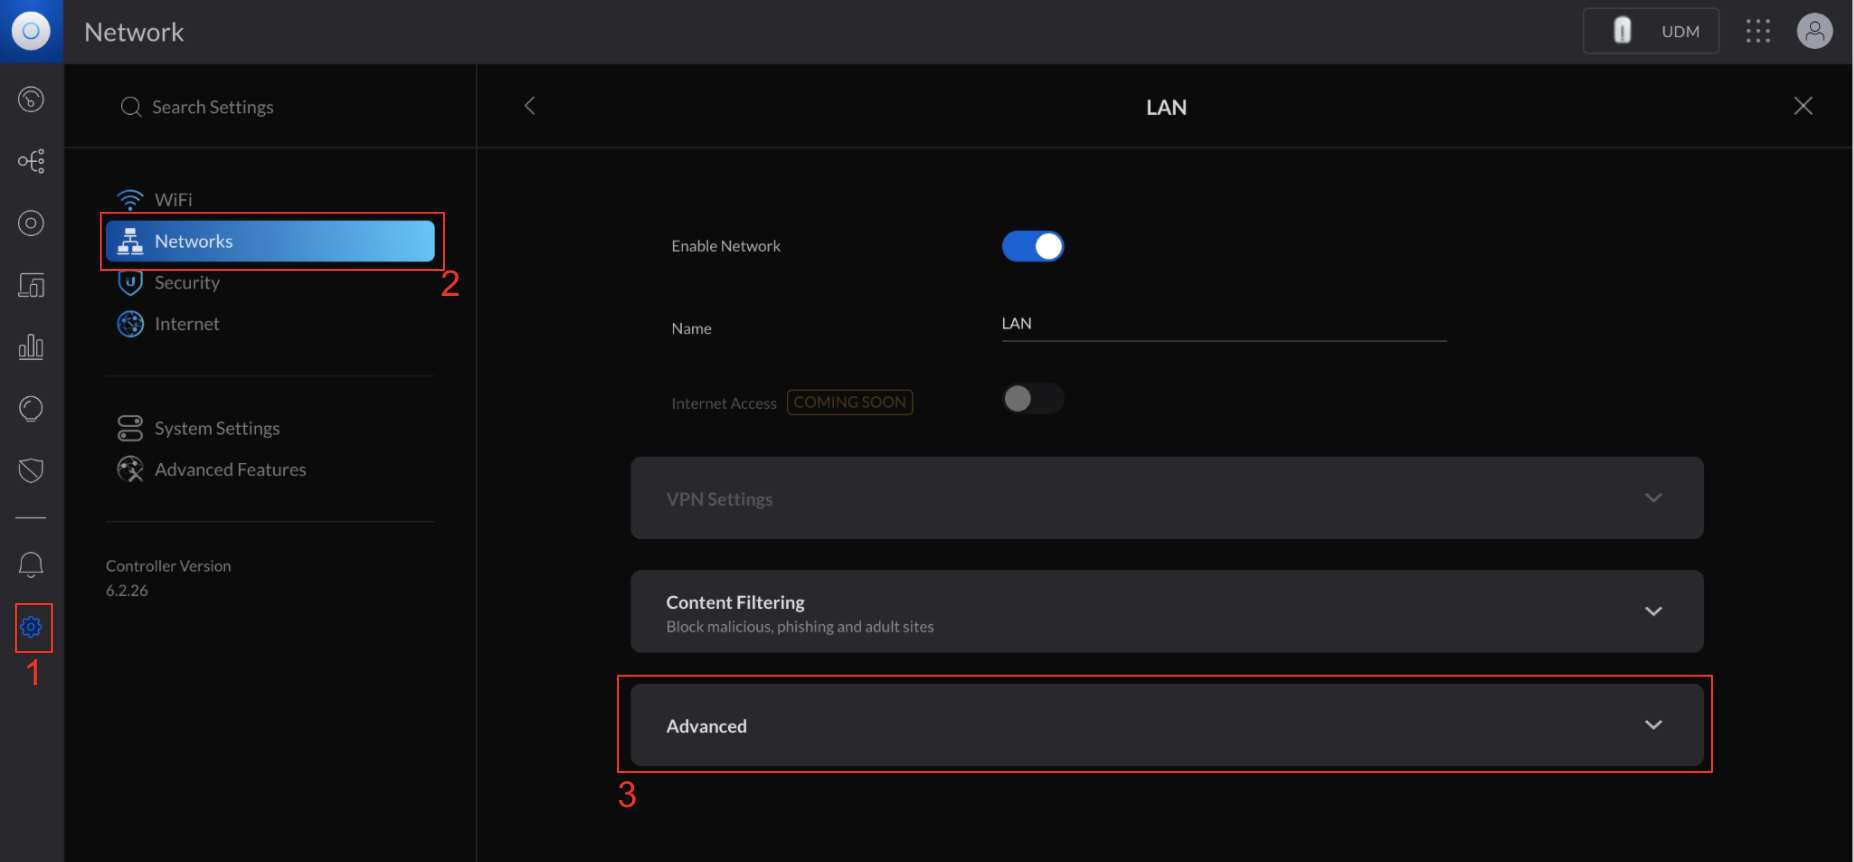 Network
UDM
Search Settings
LAN
WiFi
Networks
2
Security
Internet
System Settings
Advanced Features
Controller Version
6.2.26
1
Enable Network
Name
LAN
Internet Access COMING SOON
VPN Settings
Content Filtering
Block malicious, phishing and adult sites
Advanced
3